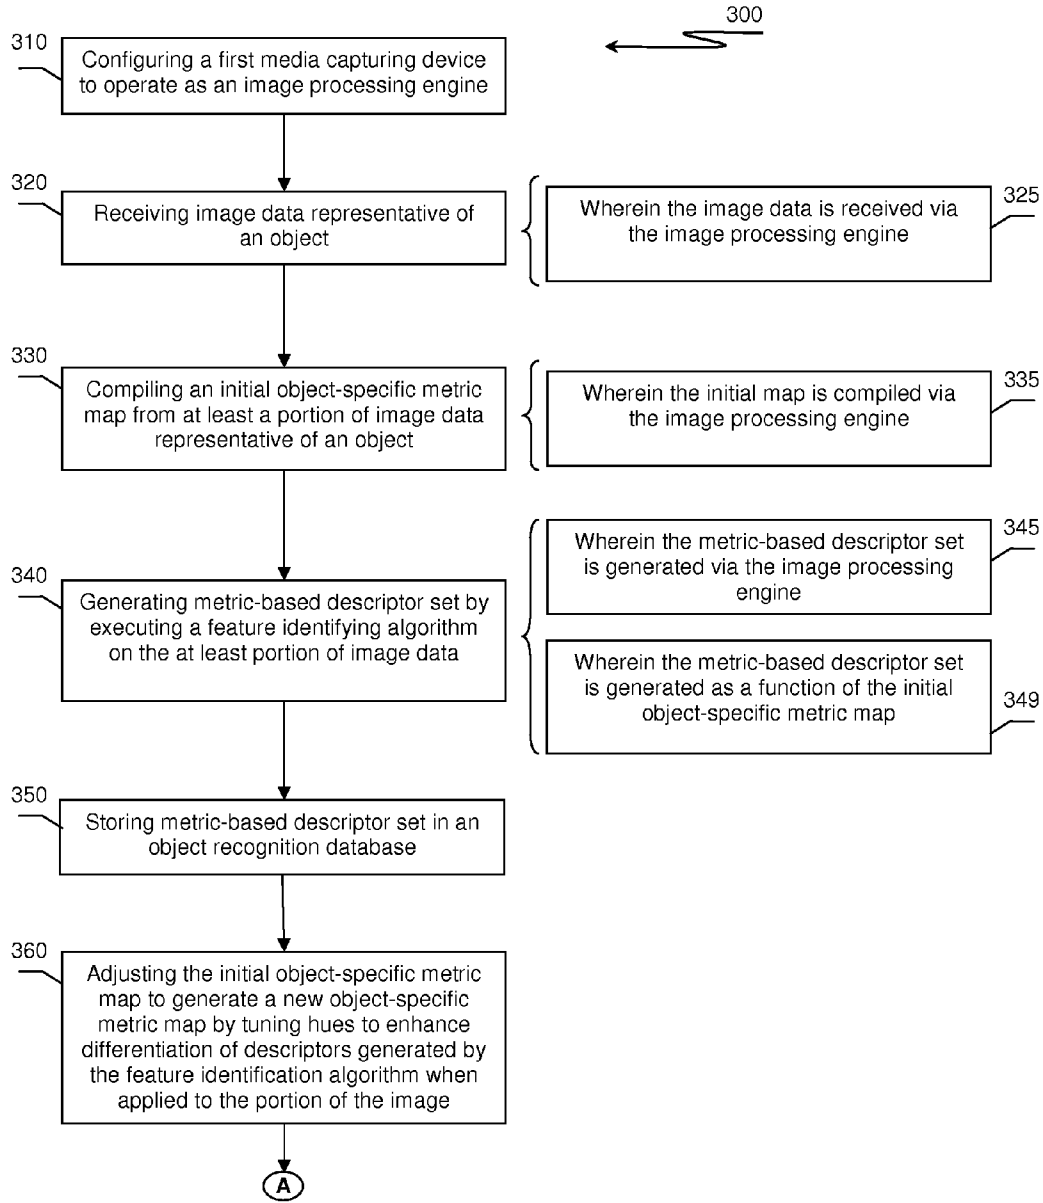 300
310
Configuring a first media capturing device
to operate as an image processing engine
320
Receiving image data representative of
an object
325
Wherein the image data is received via
the image processing engine
330
Compiling an initial object-specific metric
map from at least a portion of image data
representative of an object
335
Wherein the initial map is compiled via
the image processing engine
340
Generating metric-based descriptor set by
executing a feature identifying algorithm
on the at least portion of image data
345
Wherein the metric-based descriptor set
is generated via the image processing
engine
349
Wherein the metric-based descriptor set
is generated as a function of the initial
object-specific metric map
350
Storing metric-based descriptor set in an
object recognition database
360
Adjusting the initial object-specific metric
map to generate a new object-specific
metric map by tuning hues to enhance
differentiation of descriptors generated by
the feature identification algorithm when
applied to the portion of the image
A